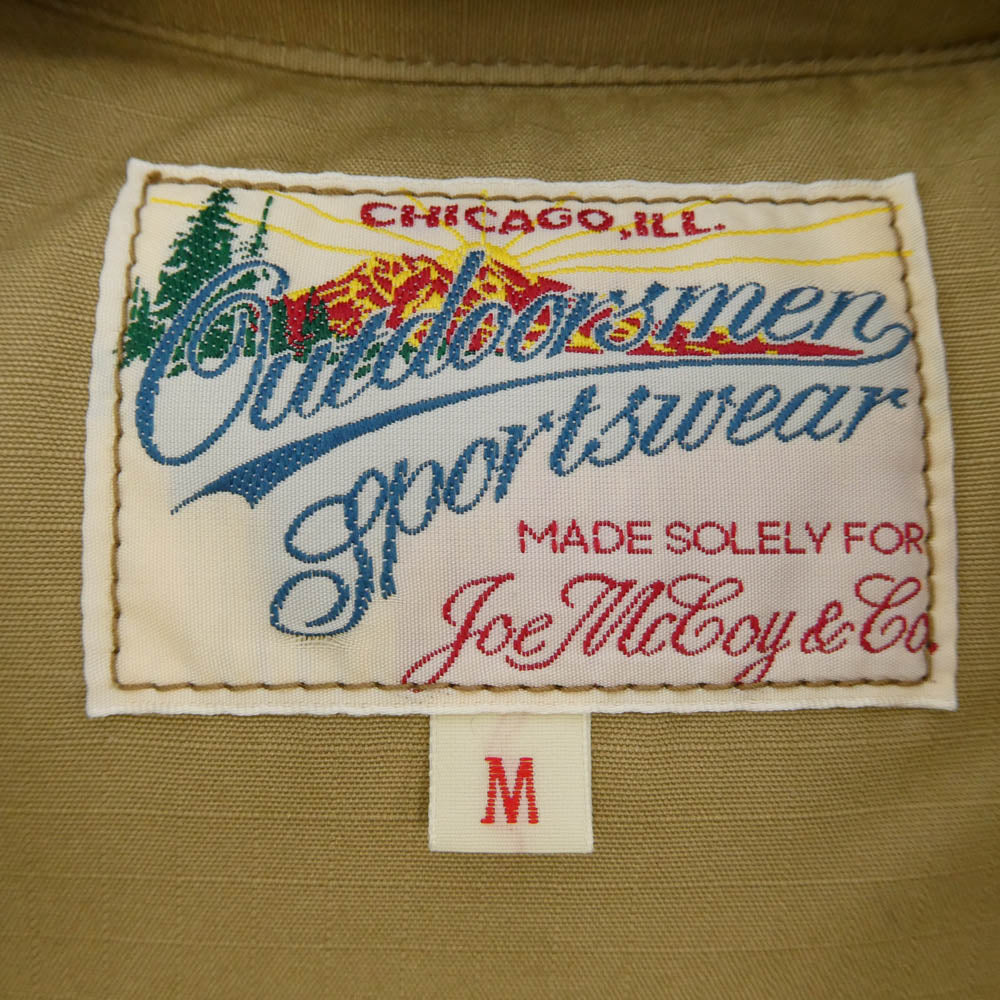 CHICAGO, ILL.
Outdoorsmen
Sportswear
MADE SOLELY FOR
Joe McCoy & Co.
M